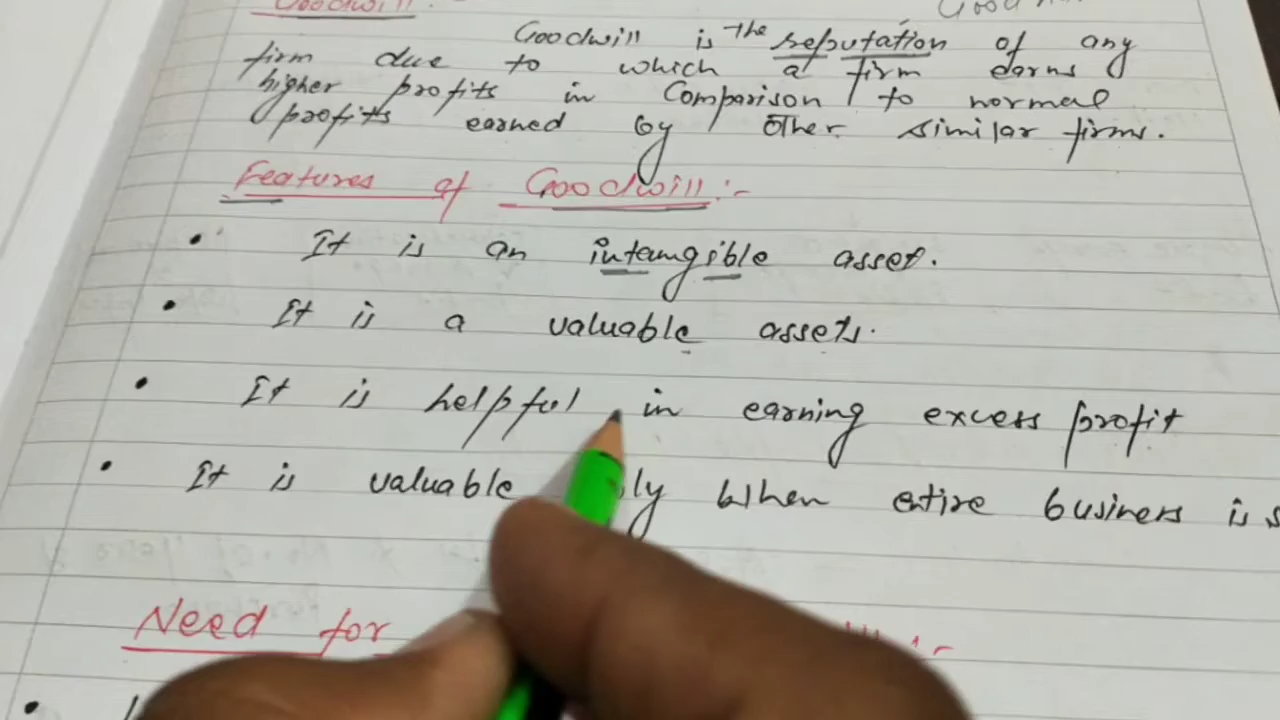 Goodwill :-
Goodwill is the reputation of any
firm due to which a firm earns
higher profits in Comparison to normal
profits earned by other similar firms.
Features of Goodwill :-
• It is an intangible asset.
• It is a valuable assets.
• It is helpful in earning excess profit
• It is valuable when entire business is
Need for